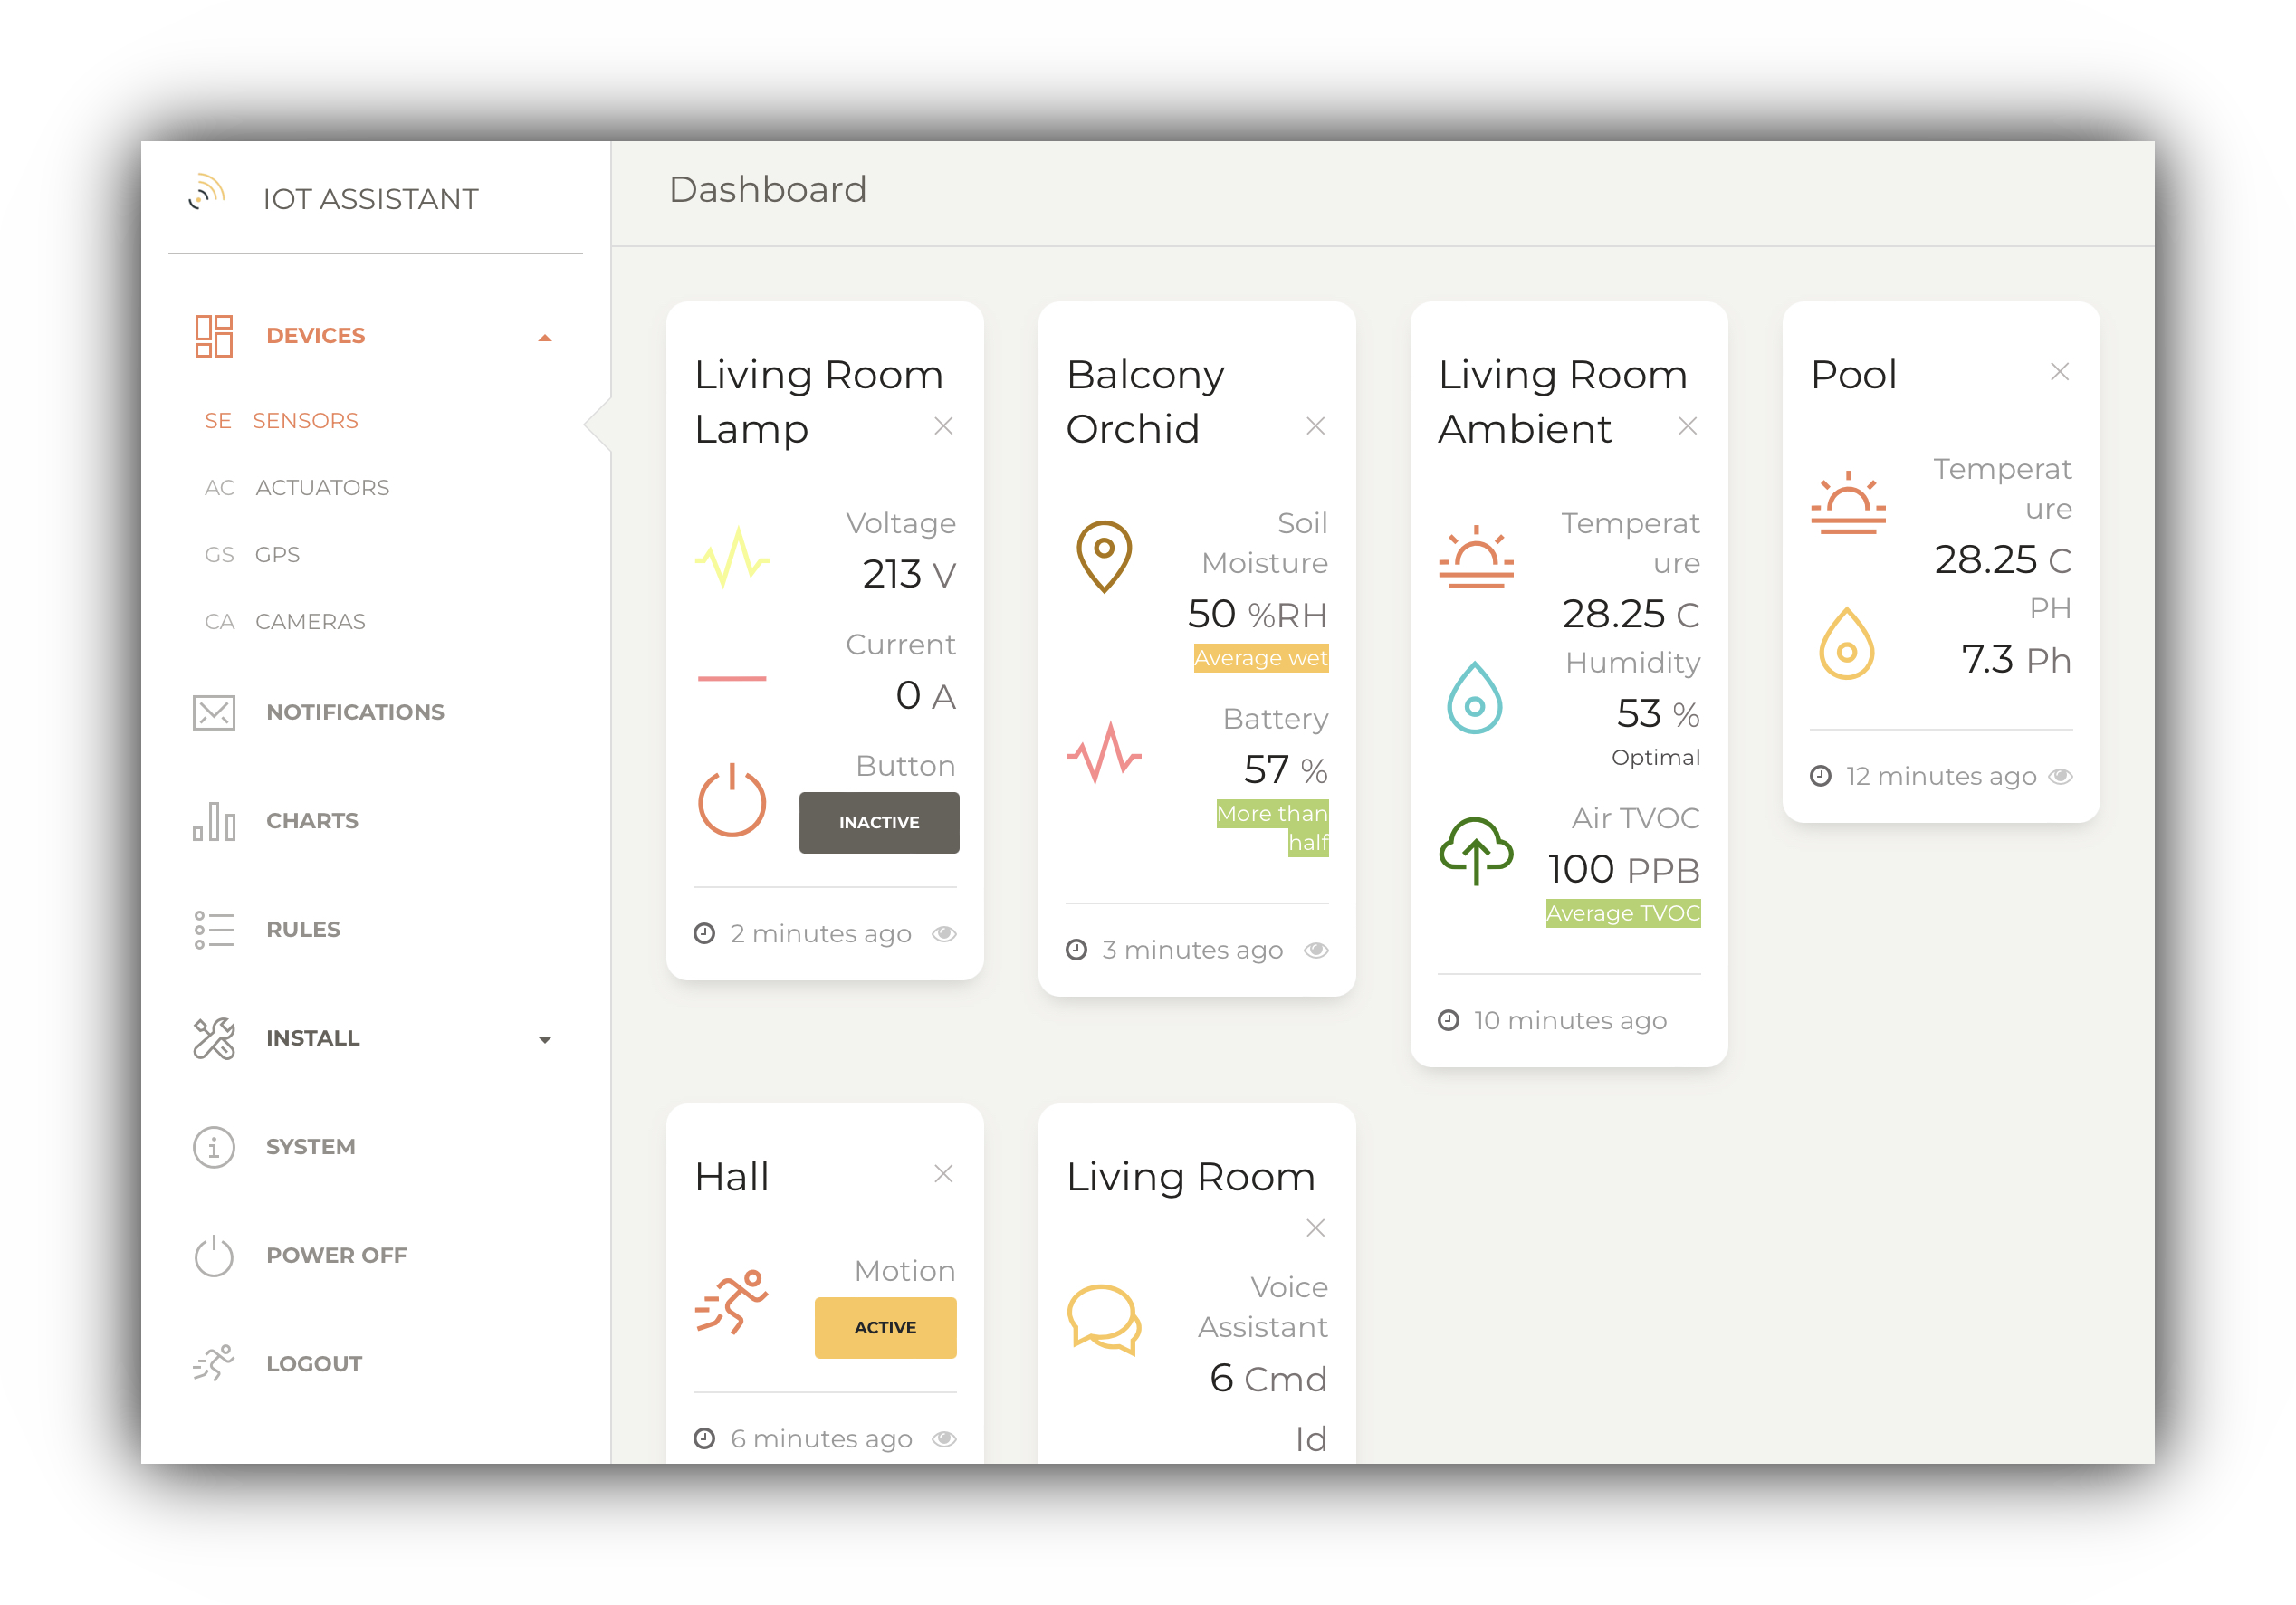 IOT ASSISTANT
DEVICES
SE SENSORS
AC ACTUATORS
GS GPS
CA CAMERAS
NOTIFICATIONS
CHARTS
RULES
INSTALL
SYSTEM
POWER OFF
LOGOUT
Dashboard
Living Room
Lamp
Voltage
213 V
Current
0 A
Button
INACTIVE
2 minutes ago
Balcony
Orchid
Soil
Moisture
50 %RH
Average wet
Battery
57 %
More than
half
3 minutes ago
Living Room
Ambient
Temperat
ure
28.25 C
Humidity
53 %
Optimal
Air TVOC
100 PPB
Average TVOC
10 minutes ago
Pool
Temperat
ure
28.25 C
PH
7.3 Ph
12 minutes ago
Hall
Motion
ACTIVE
6 minutes ago
Living Room
Voice
Assistant
6 Cmd
Id